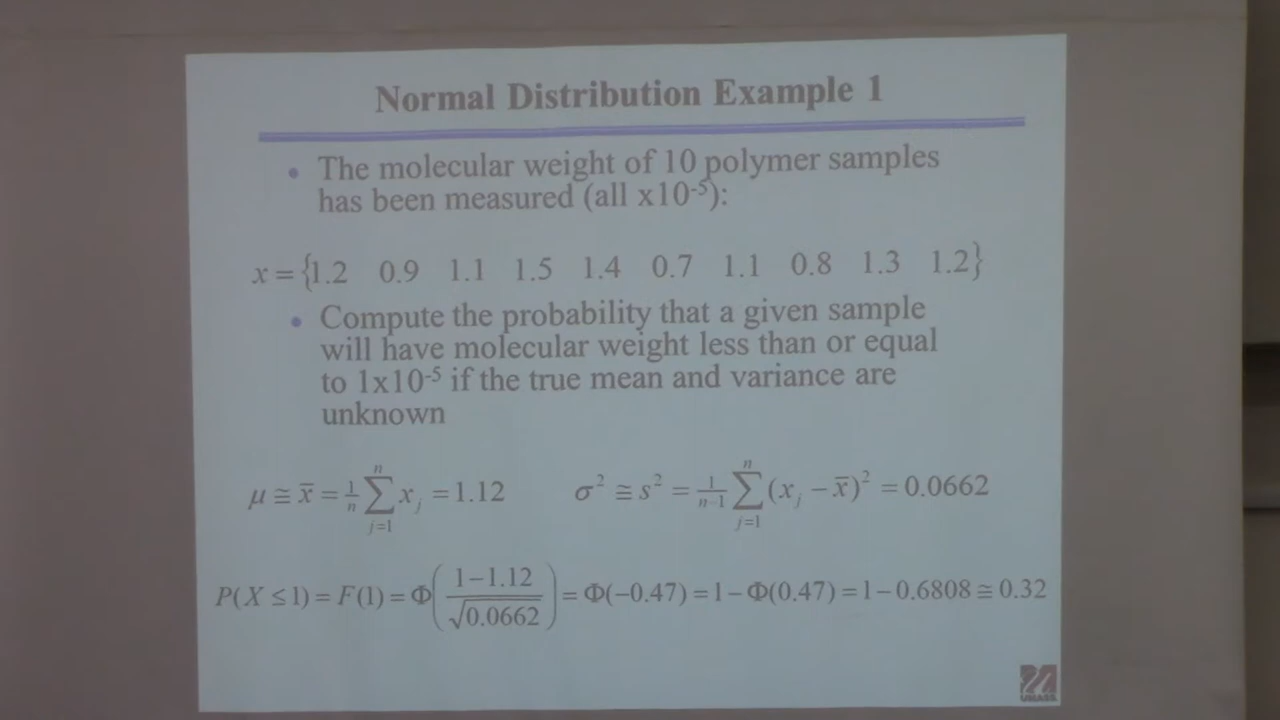 Normal Distribution Example 1
• The molecular weight of 10 polymer samples
has been measured (all x10⁻⁵):
x = {1.2 0.9 1.1 1.5 1.4 0.7 1.1 0.8 1.3 1.2}
• Compute the probability that a given sample
will have molecular weight less than or equal
to 1x10⁻⁵ if the true mean and variance are
unknown
μ ≅ x̄ = 1/n ∑_{j=1}^{n} x_j = 1.12 σ² ≅ s² = 1/(n-1) ∑_{j=1}^{n} (x_j − x̄)² = 0.0662
P(X ≤ 1) = F(1) = Φ((1−1.12)/√0.0662) = Φ(−0.47) = 1 − Φ(0.47) = 1 − 0.6808 ≅ 0.32
UMASS